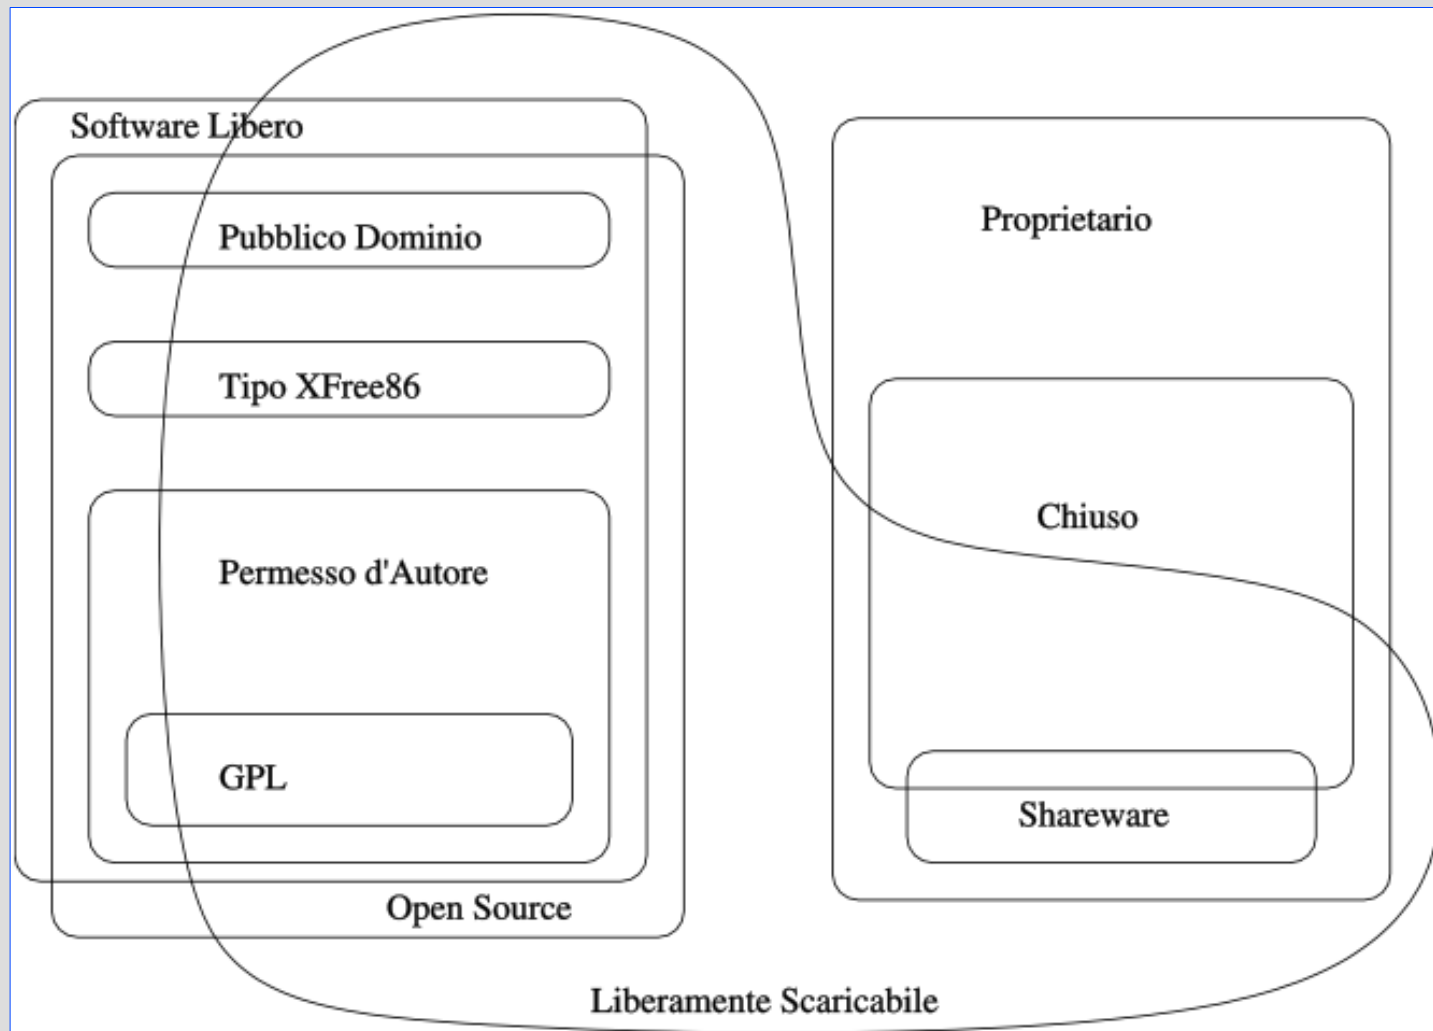 Software Libero
Pubblico Dominio
Tipo XFree86
Permesso d'Autore
GPL
Open Source
Proprietario
Chiuso
Shareware
Liberamente Scaricabile